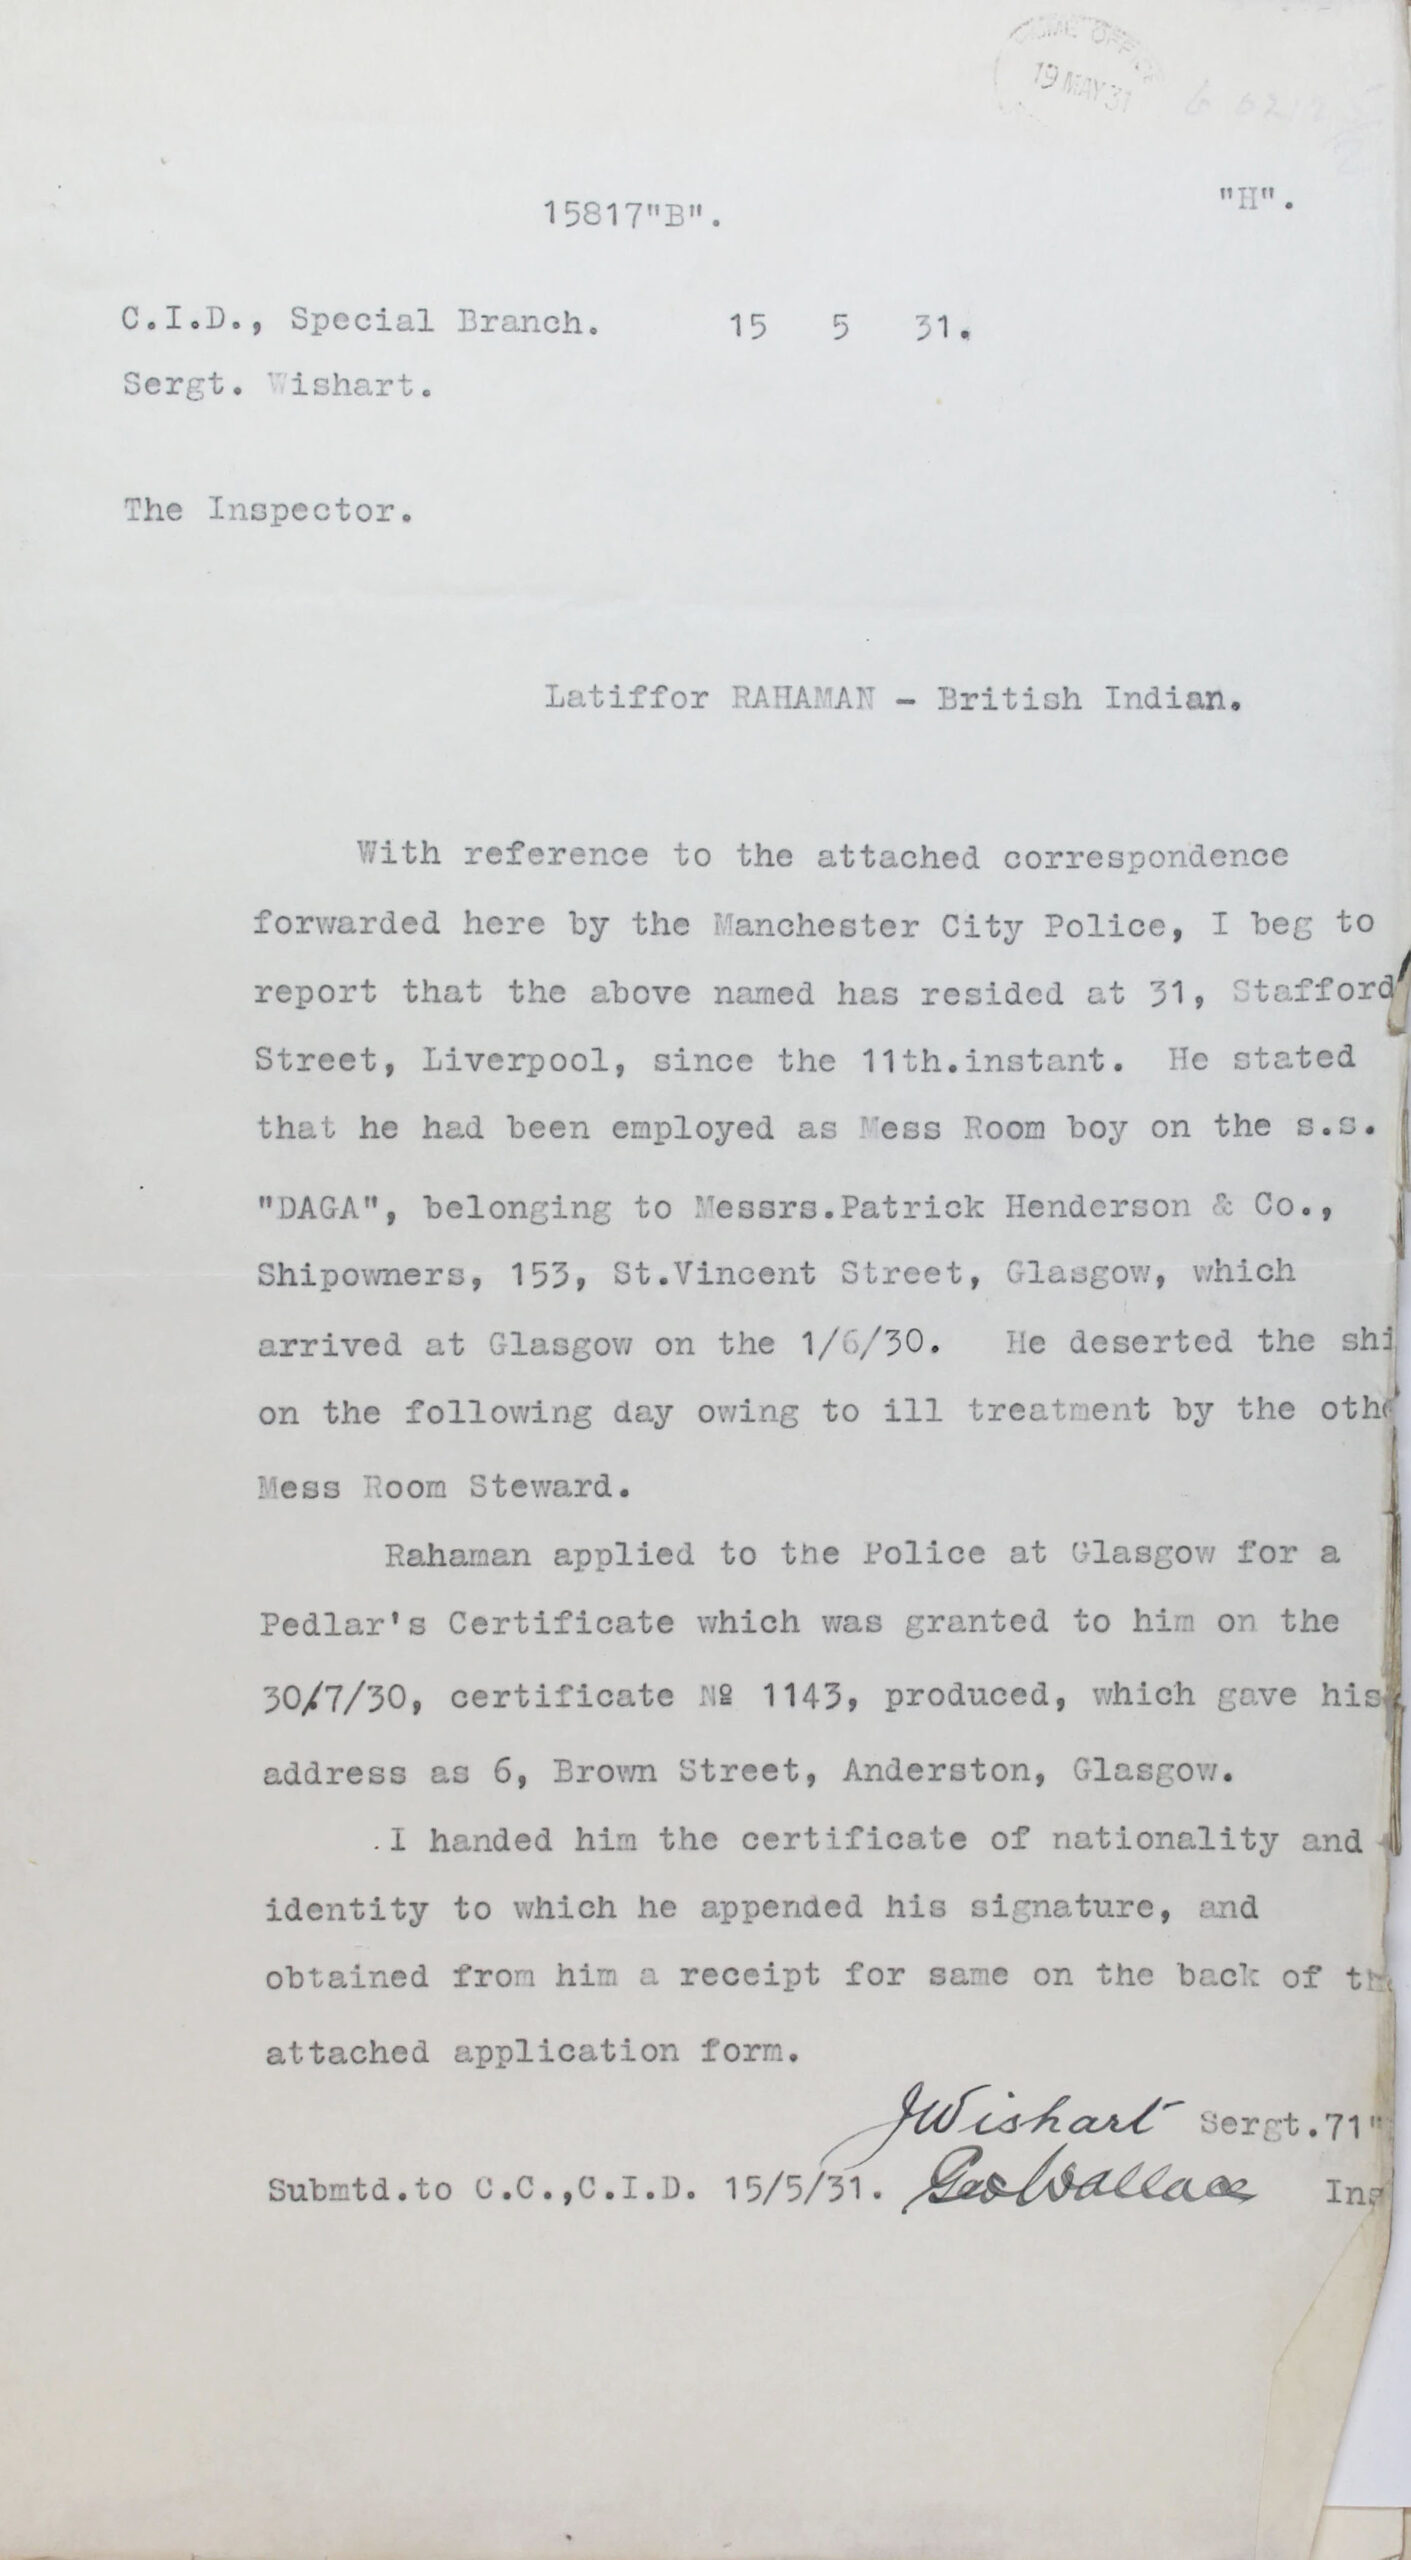 HOME OFFICE
19 MAY 31
15817"B".
"H".
C.I.D., Special Branch. 15 5 31.
Sergt. Wishart.
The Inspector.
Latiffor RAHAMAN - British Indian.
With reference to the attached correspondence
forwarded here by the Manchester City Police, I beg to
report that the above named has resided at 31, Stafford
Street, Liverpool, since the 11th.instant. He stated
that he had been employed as Mess Room boy on the s.s.
"DAGA", belonging to Messrs.Patrick Henderson & Co.,
Shipowners, 153, St.Vincent Street, Glasgow, which
arrived at Glasgow on the 1/6/30. He deserted the shi
on the following day owing to ill treatment by the othe
Mess Room Steward.
Rahaman applied to the Police at Glasgow for a
Pedlar's Certificate which was granted to him on the
30/7/30, certificate № 1143, produced, which gave his
address as 6, Brown Street, Anderston, Glasgow.
I handed him the certificate of nationality and
identity to which he appended his signature, and
obtained from him a receipt for same on the back of the
attached application form.
JWishart Sergt.71"
Submtd.to C.C.,C.I.D. 15/5/31. Geo Wallace Ins